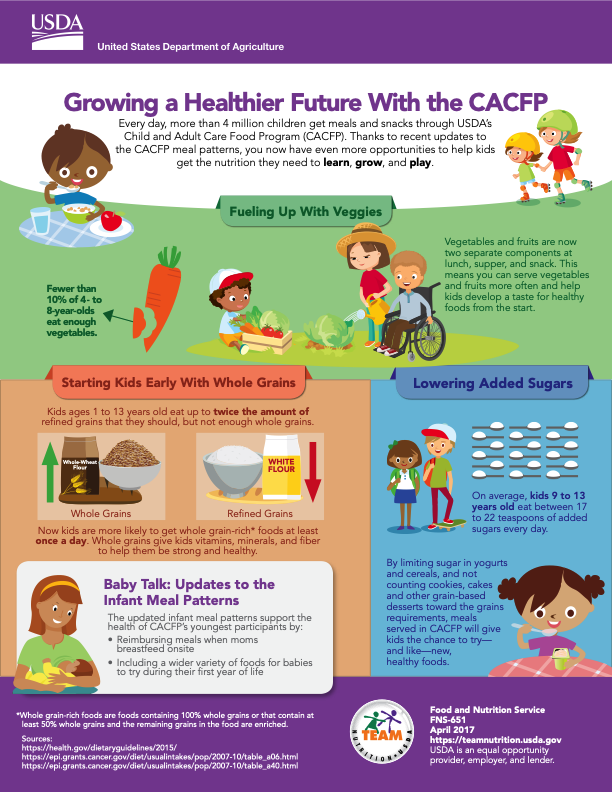 USDA
United States Department of Agriculture
Growing a Healthier Future With the CACFP
Every day, more than 4 million children get meals and snacks through USDA's
Child and Adult Care Food Program (CACFP). Thanks to recent updates to
the CACFP meal patterns, you now have even more opportunities to help kids
get the nutrition they need to learn, grow, and play.
Fueling Up With Veggies
Fewer than
10% of 4- to
8-year-olds
eat enough
vegetables.
Vegetables and fruits are now
two separate components at
lunch, supper, and snack. This
means you can serve vegetables
and fruits more often and help
kids develop a taste for healthy
foods from the start.
Starting Kids Early With Whole Grains
Kids ages 1 to 13 years old eat up to twice the amount of
refined grains that they should, but not enough whole grains.
Whole-Wheat
Flour
WHITE
FLOUR
Whole Grains
Refined Grains
Now kids are more likely to get whole grain-rich* foods at least
once a day. Whole grains give kids vitamins, minerals, and fiber
to help them be strong and healthy.
Lowering Added Sugars
On average, kids 9 to 13
years old eat between 17
to 22 teaspoons of added
sugars every day.
By limiting sugar in yogurts
and cereals, and not
counting cookies, cakes
and other grain-based
desserts toward the grains
requirements, meals
served in CACFP will give
kids the chance to try—
and like—new,
healthy foods.
Baby Talk: Updates to the
Infant Meal Patterns
The updated infant meal patterns support the
health of CACFP's youngest participants by:
• Reimbursing meals when moms
breastfeed onsite
• Including a wider variety of foods for babies
to try during their first year of life
*Whole grain-rich foods are foods containing 100% whole grains or that contain at
least 50% whole grains and the remaining grains in the food are enriched.
Sources:
https://health.gov/dietaryguidelines/2015/
https://epi.grants.cancer.gov/diet/usualintakes/pop/2007-10/table_a06.html
https://epi.grants.cancer.gov/diet/usualintakes/pop/2007-10/table_a40.html
TEAM
NUTRITION•USDA
Food and Nutrition Service
FNS-651
April 2017
https://teamnutrition.usda.gov
USDA is an equal opportunity
provider, employer, and lender.